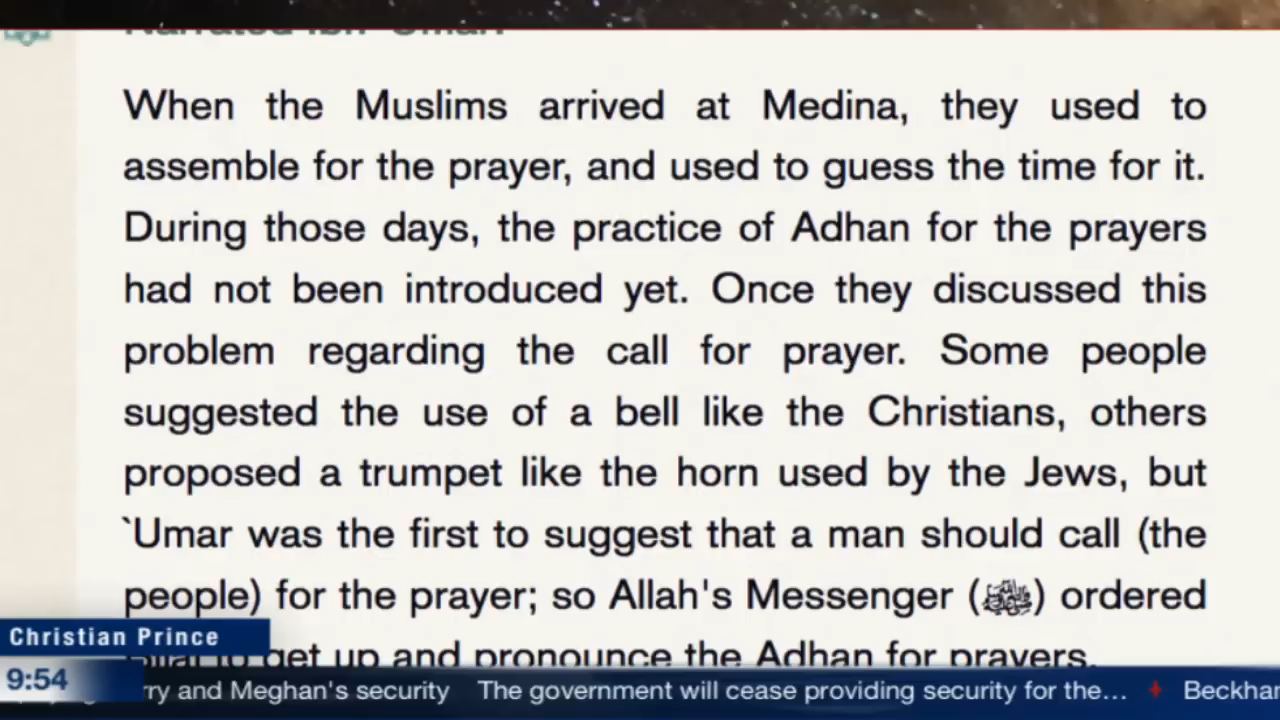 Narrated Ibn `Umar:
When the Muslims arrived at Medina, they used to
assemble for the prayer, and used to guess the time for it.
During those days, the practice of Adhan for the prayers
had not been introduced yet. Once they discussed this
problem regarding the call for prayer. Some people
suggested the use of a bell like the Christians, others
proposed a trumpet like the horn used by the Jews, but
`Umar was the first to suggest that a man should call (the
people) for the prayer; so Allah's Messenger (ﷺ) ordered
Bilal to get up and pronounce the Adhan for prayers.
Christian Prince
9:54
rry and Meghan's security The government will cease providing security for the... Beckhar